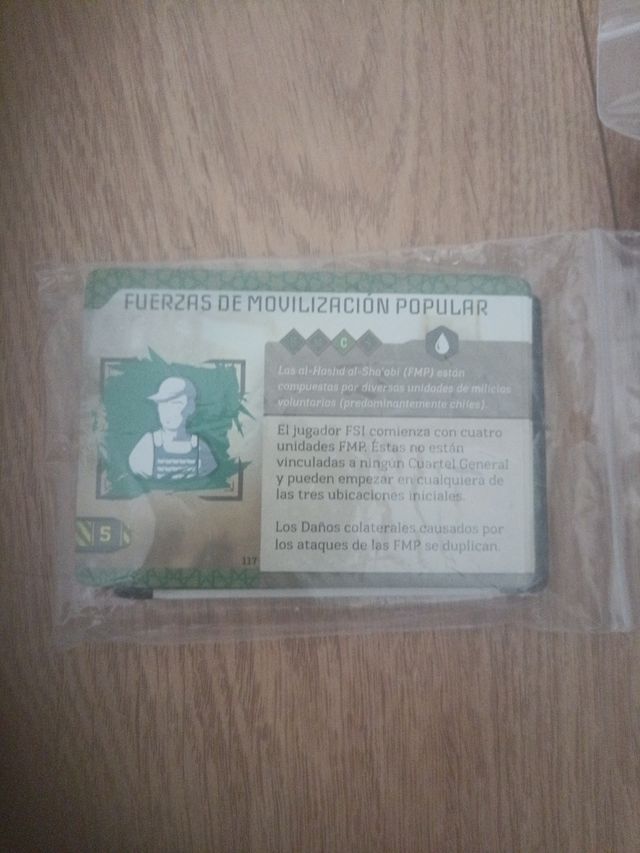 FUERZAS DE MOVILIZACIÓN POPULAR
C
Las al-Hashd al-Sha'abi (FMP) están
compuestas por diversas unidades de milicias
voluntarias (predominantemente chiíes).
El jugador FSI comienza con cuatro
unidades FMP. Éstas no están
vinculadas a ningún Cuartel General
y pueden empezar en cualquiera de
las tres ubicaciones iniciales.
Los Daños colaterales causados por
los ataques de las FMP se duplican.
5
117